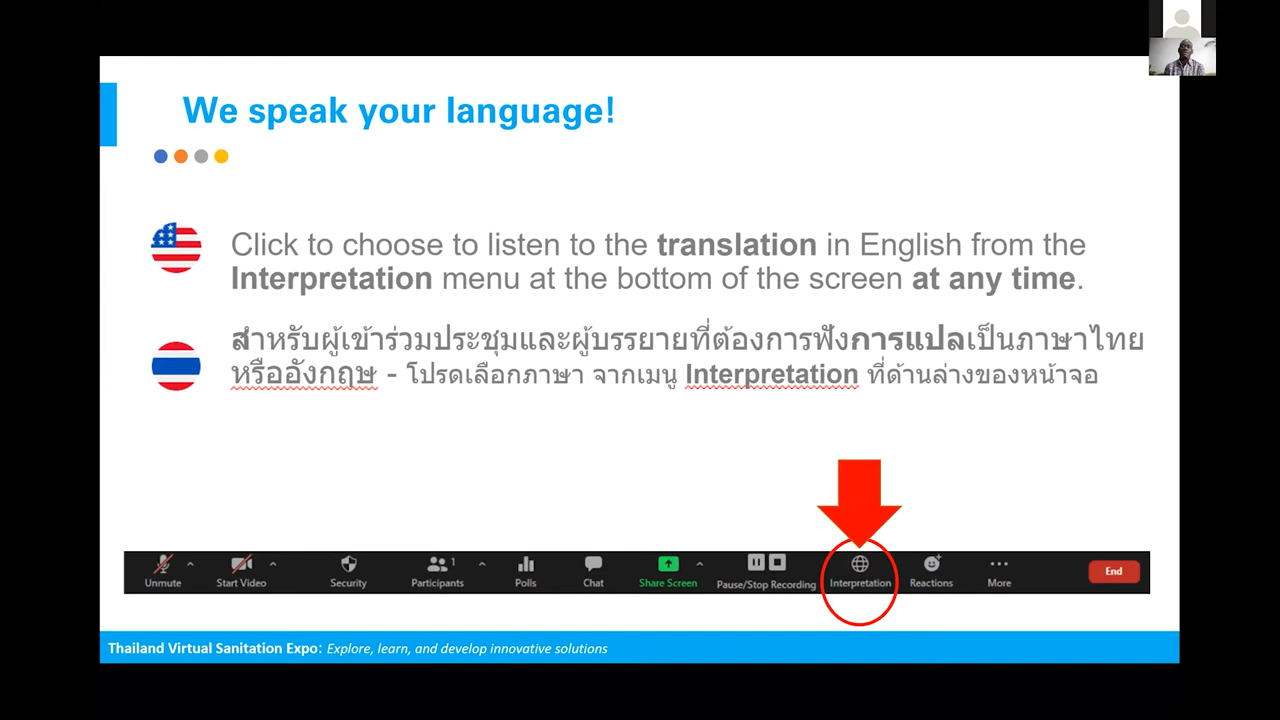 We speak your language!
Click to choose to listen to the translation in English from the
Interpretation menu at the bottom of the screen at any time.
สำหรับผู้เข้าร่วมประชุมและผู้บรรยายที่ต้องการฟังการแปลเป็นภาษาไทย
หรืออังกฤษ - โปรดเลือกภาษา จากเมนู Interpretation ที่ด้านล่างของหน้าจอ
Unmute Start Video Security Participants 1 Polls Chat Share Screen Pause/Stop Recording Interpretation Reactions More End
Thailand Virtual Sanitation Expo: Explore, learn, and develop innovative solutions